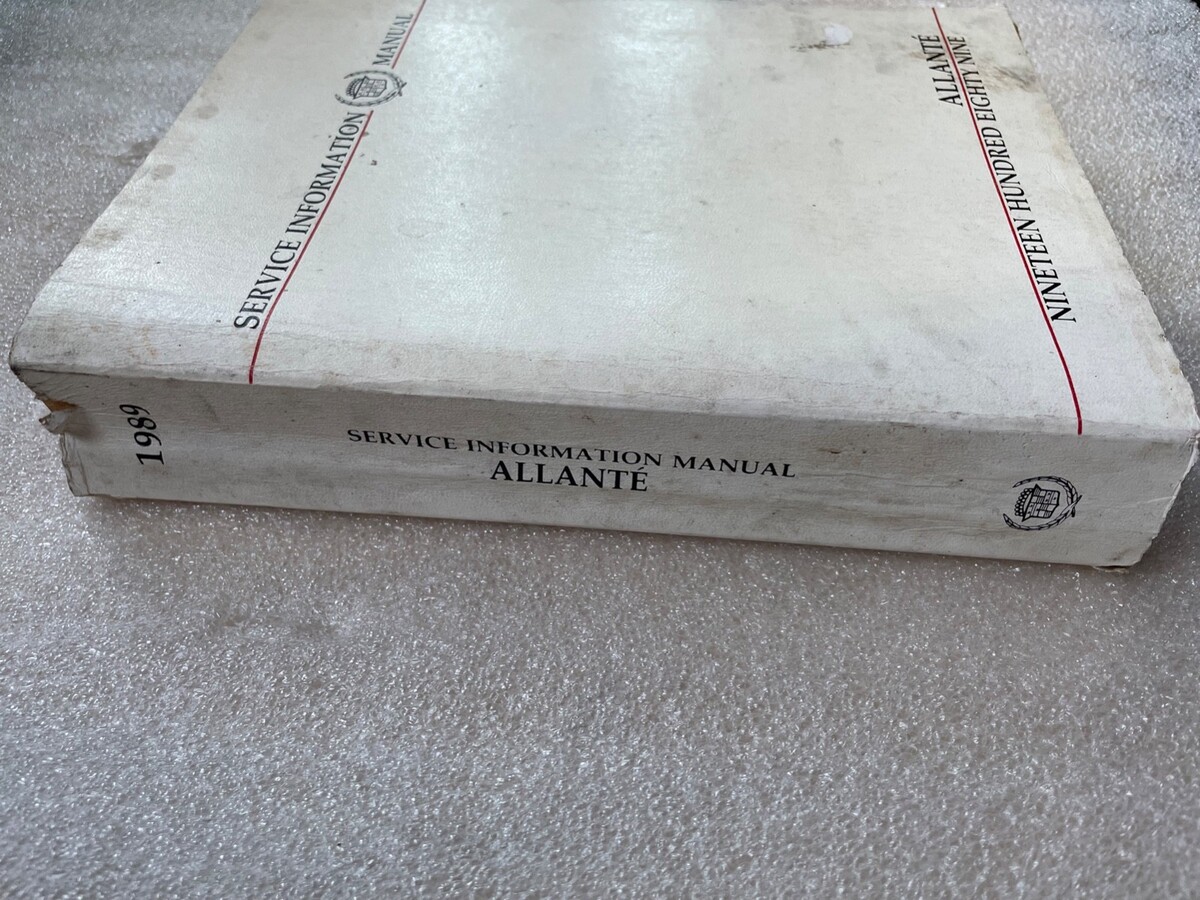 SERVICE INFORMATION MANUAL
ALLANTÉ
NINETEEN HUNDRED EIGHTY NINE
1989
SERVICE INFORMATION MANUAL
ALLANTÉ